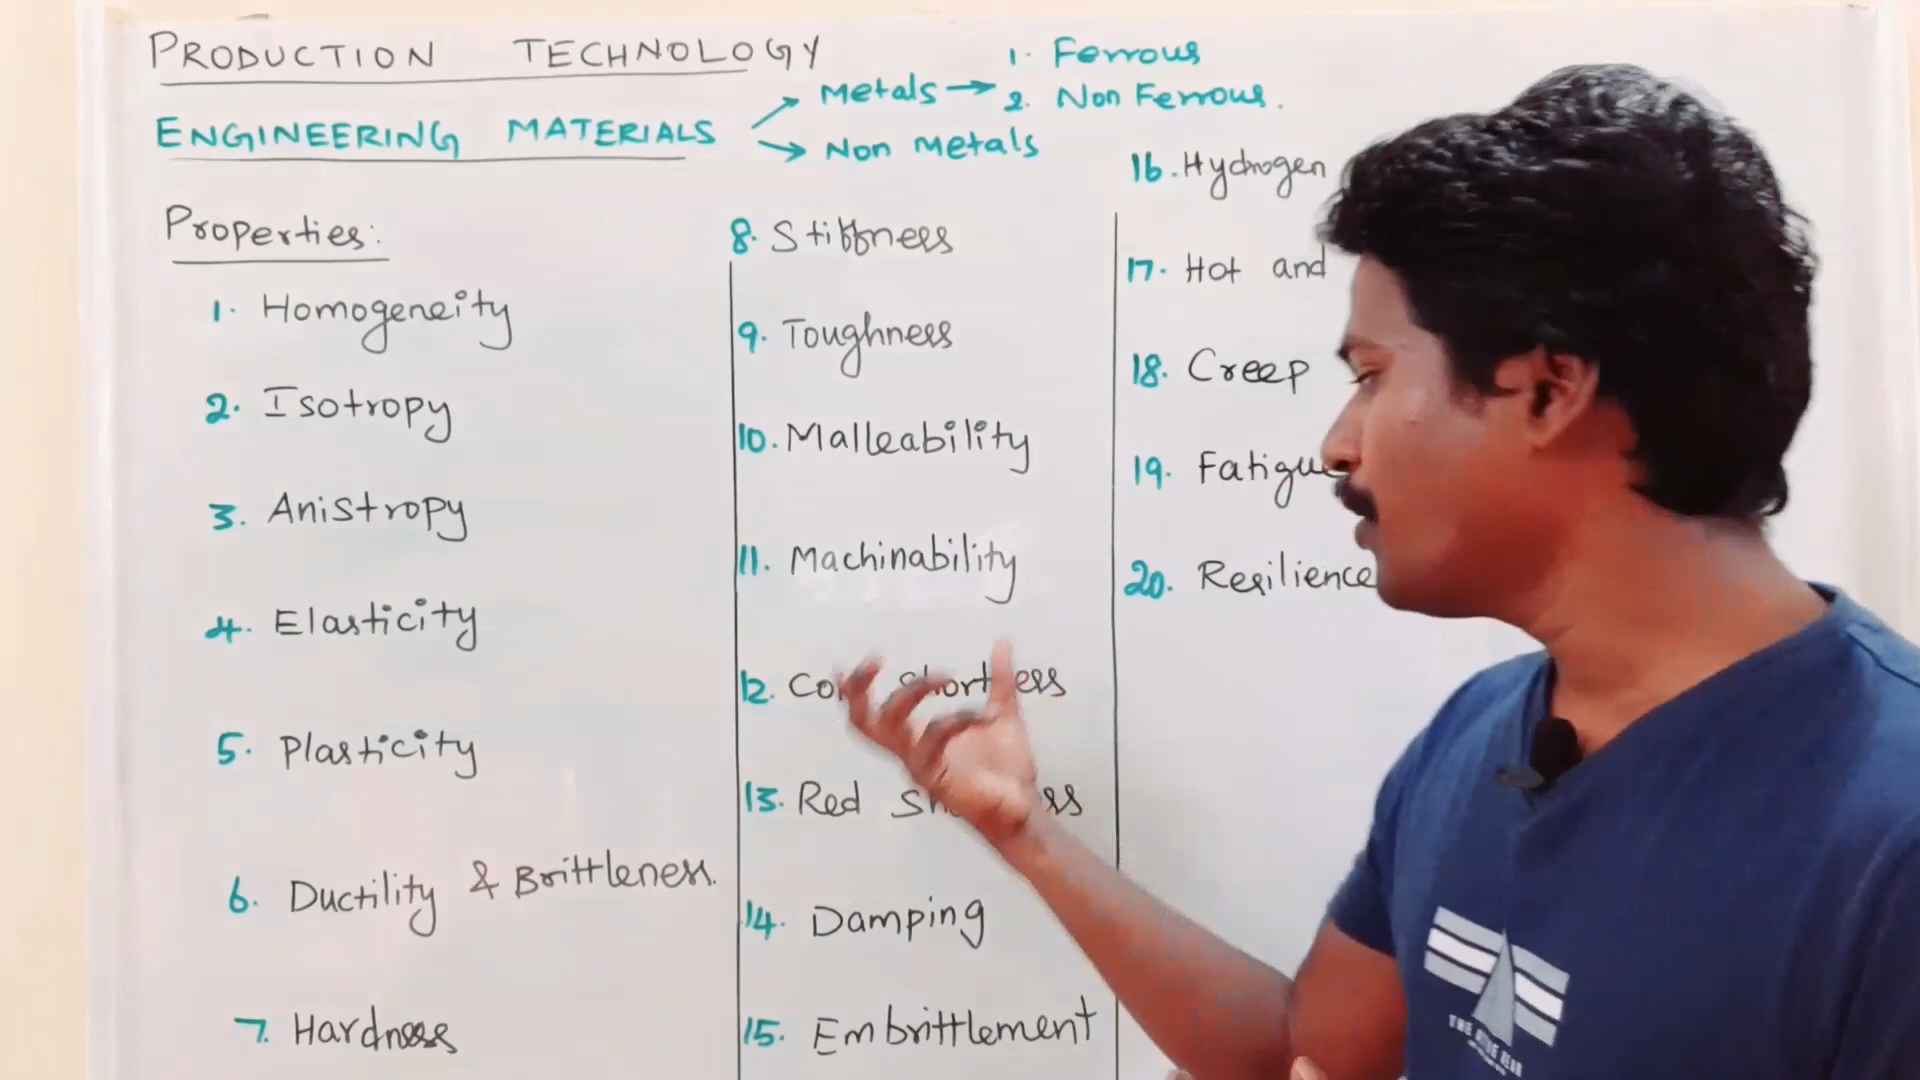 PRODUCTION TECHNOLOGY
ENGINEERING MATERIALS
Metals
1. Ferrous
2. Non Ferrous.
Non Metals
Properties:
1. Homogeneity
2. Isotropy
3. Anistropy
4. Elasticity
5. Plasticity
6. Ductility & Brittleness.
7. Hardness
8. Stiffness
9. Toughness
10. Malleability
11. Machinability
12.
13. Red
14. Damping
15. Embrittlement
16. Hydrogen
17. Hot and
18. Creep
19. Fatigue
20. Resilience